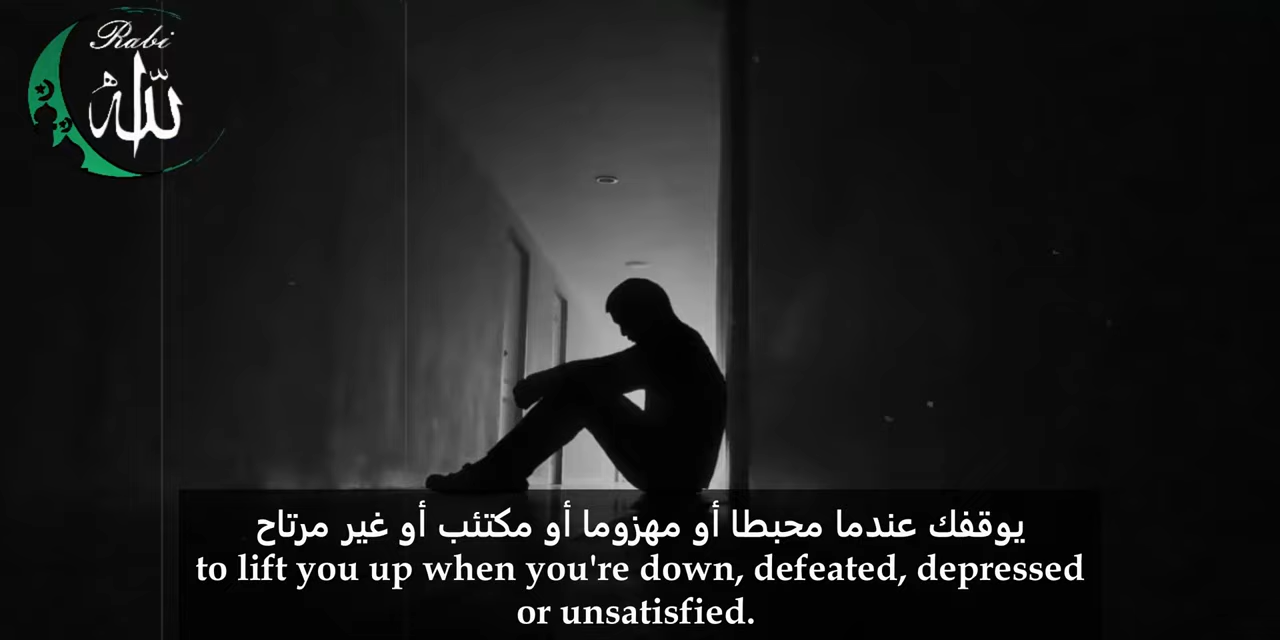 Rabi
الله
يوقفك عندما محبطا أو مهزوما أو مكتئب أو غير مرتاح
to lift you up when you're down, defeated, depressed
or unsatisfied.